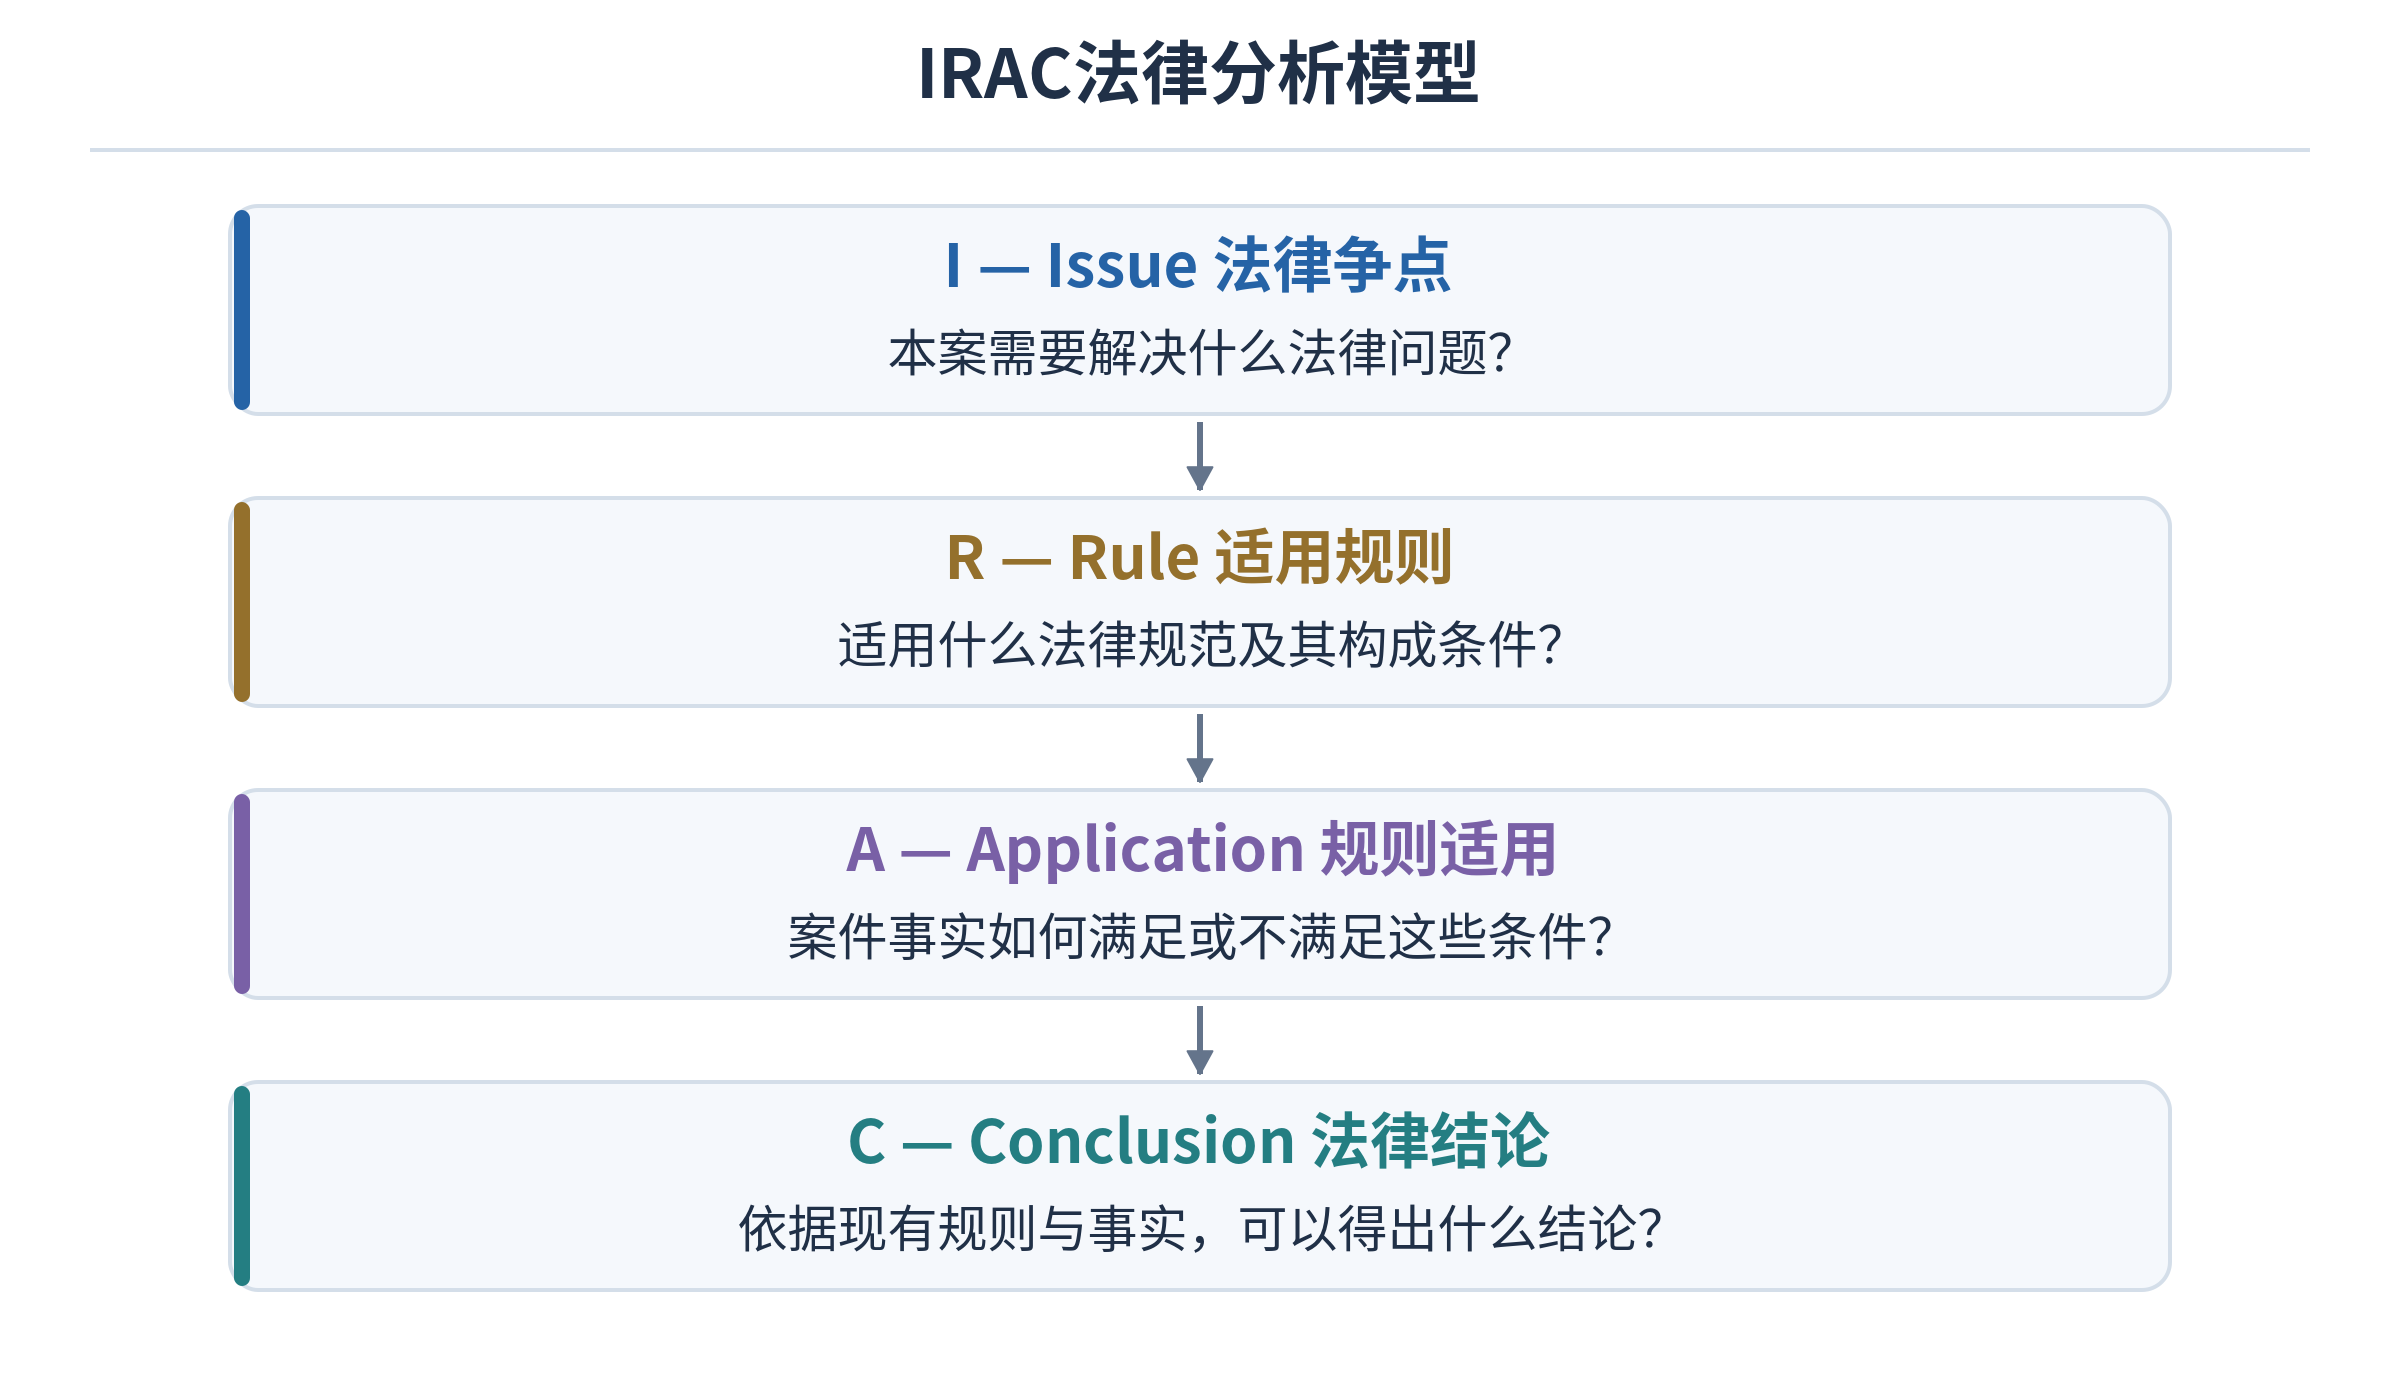 IRAC法律分析模型
I — Issue 法律争点
本案需要解决什么法律问题？
R — Rule 适用规则
适用什么法律规范及其构成条件？
A — Application 规则适用
案件事实如何满足或不满足这些条件？
C — Conclusion 法律结论
依据现有规则与事实，可以得出什么结论？